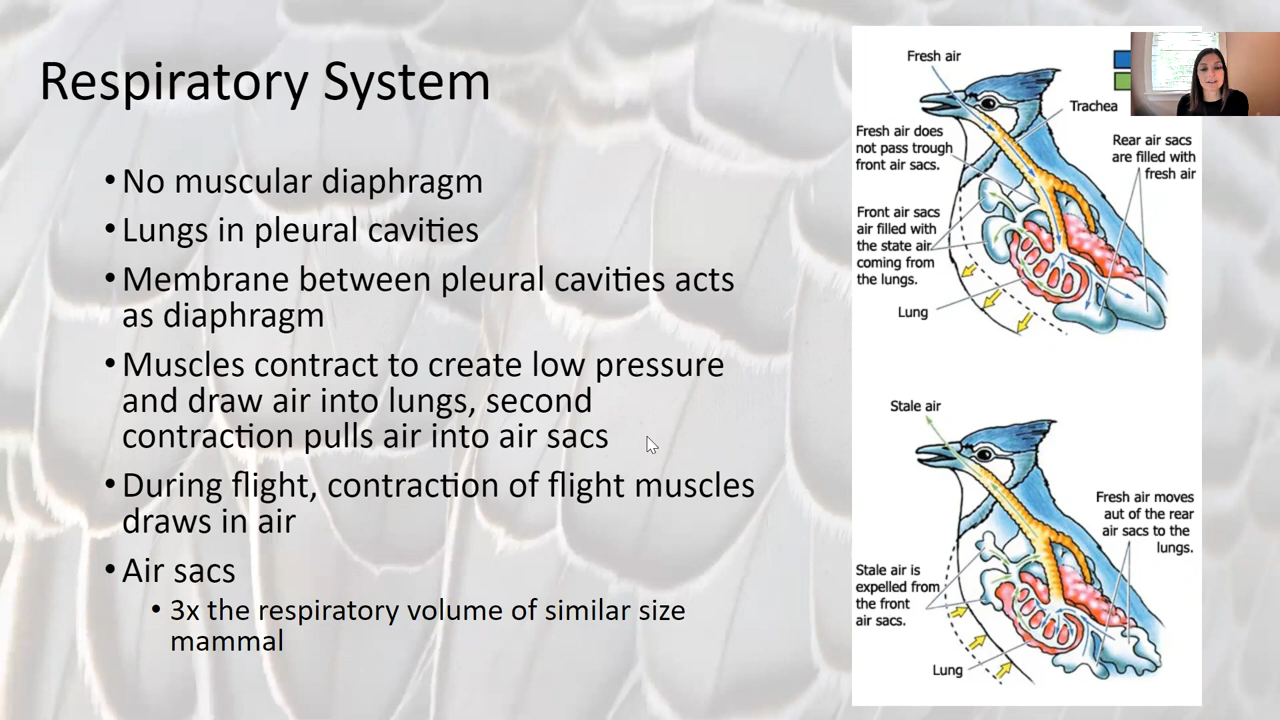 Respiratory System
• No muscular diaphragm
• Lungs in pleural cavities
• Membrane between pleural cavities acts
as diaphragm
• Muscles contract to create low pressure
and draw air into lungs, second
contraction pulls air into air sacs
• During flight, contraction of flight muscles
draws in air
• Air sacs
• 3x the respiratory volume of similar size
mammal
Fresh air
Trachea
Fresh air does
not pass trough
front air sacs.
Rear air sacs
are filled with
fresh air
Front air sacs
air filled with
the state air
coming from
the lungs.
Lung
Stale air
Fresh air moves
aut of the rear
air sacs to the
lungs.
Stale air is
expelled from
the front
air sacs.
Lung